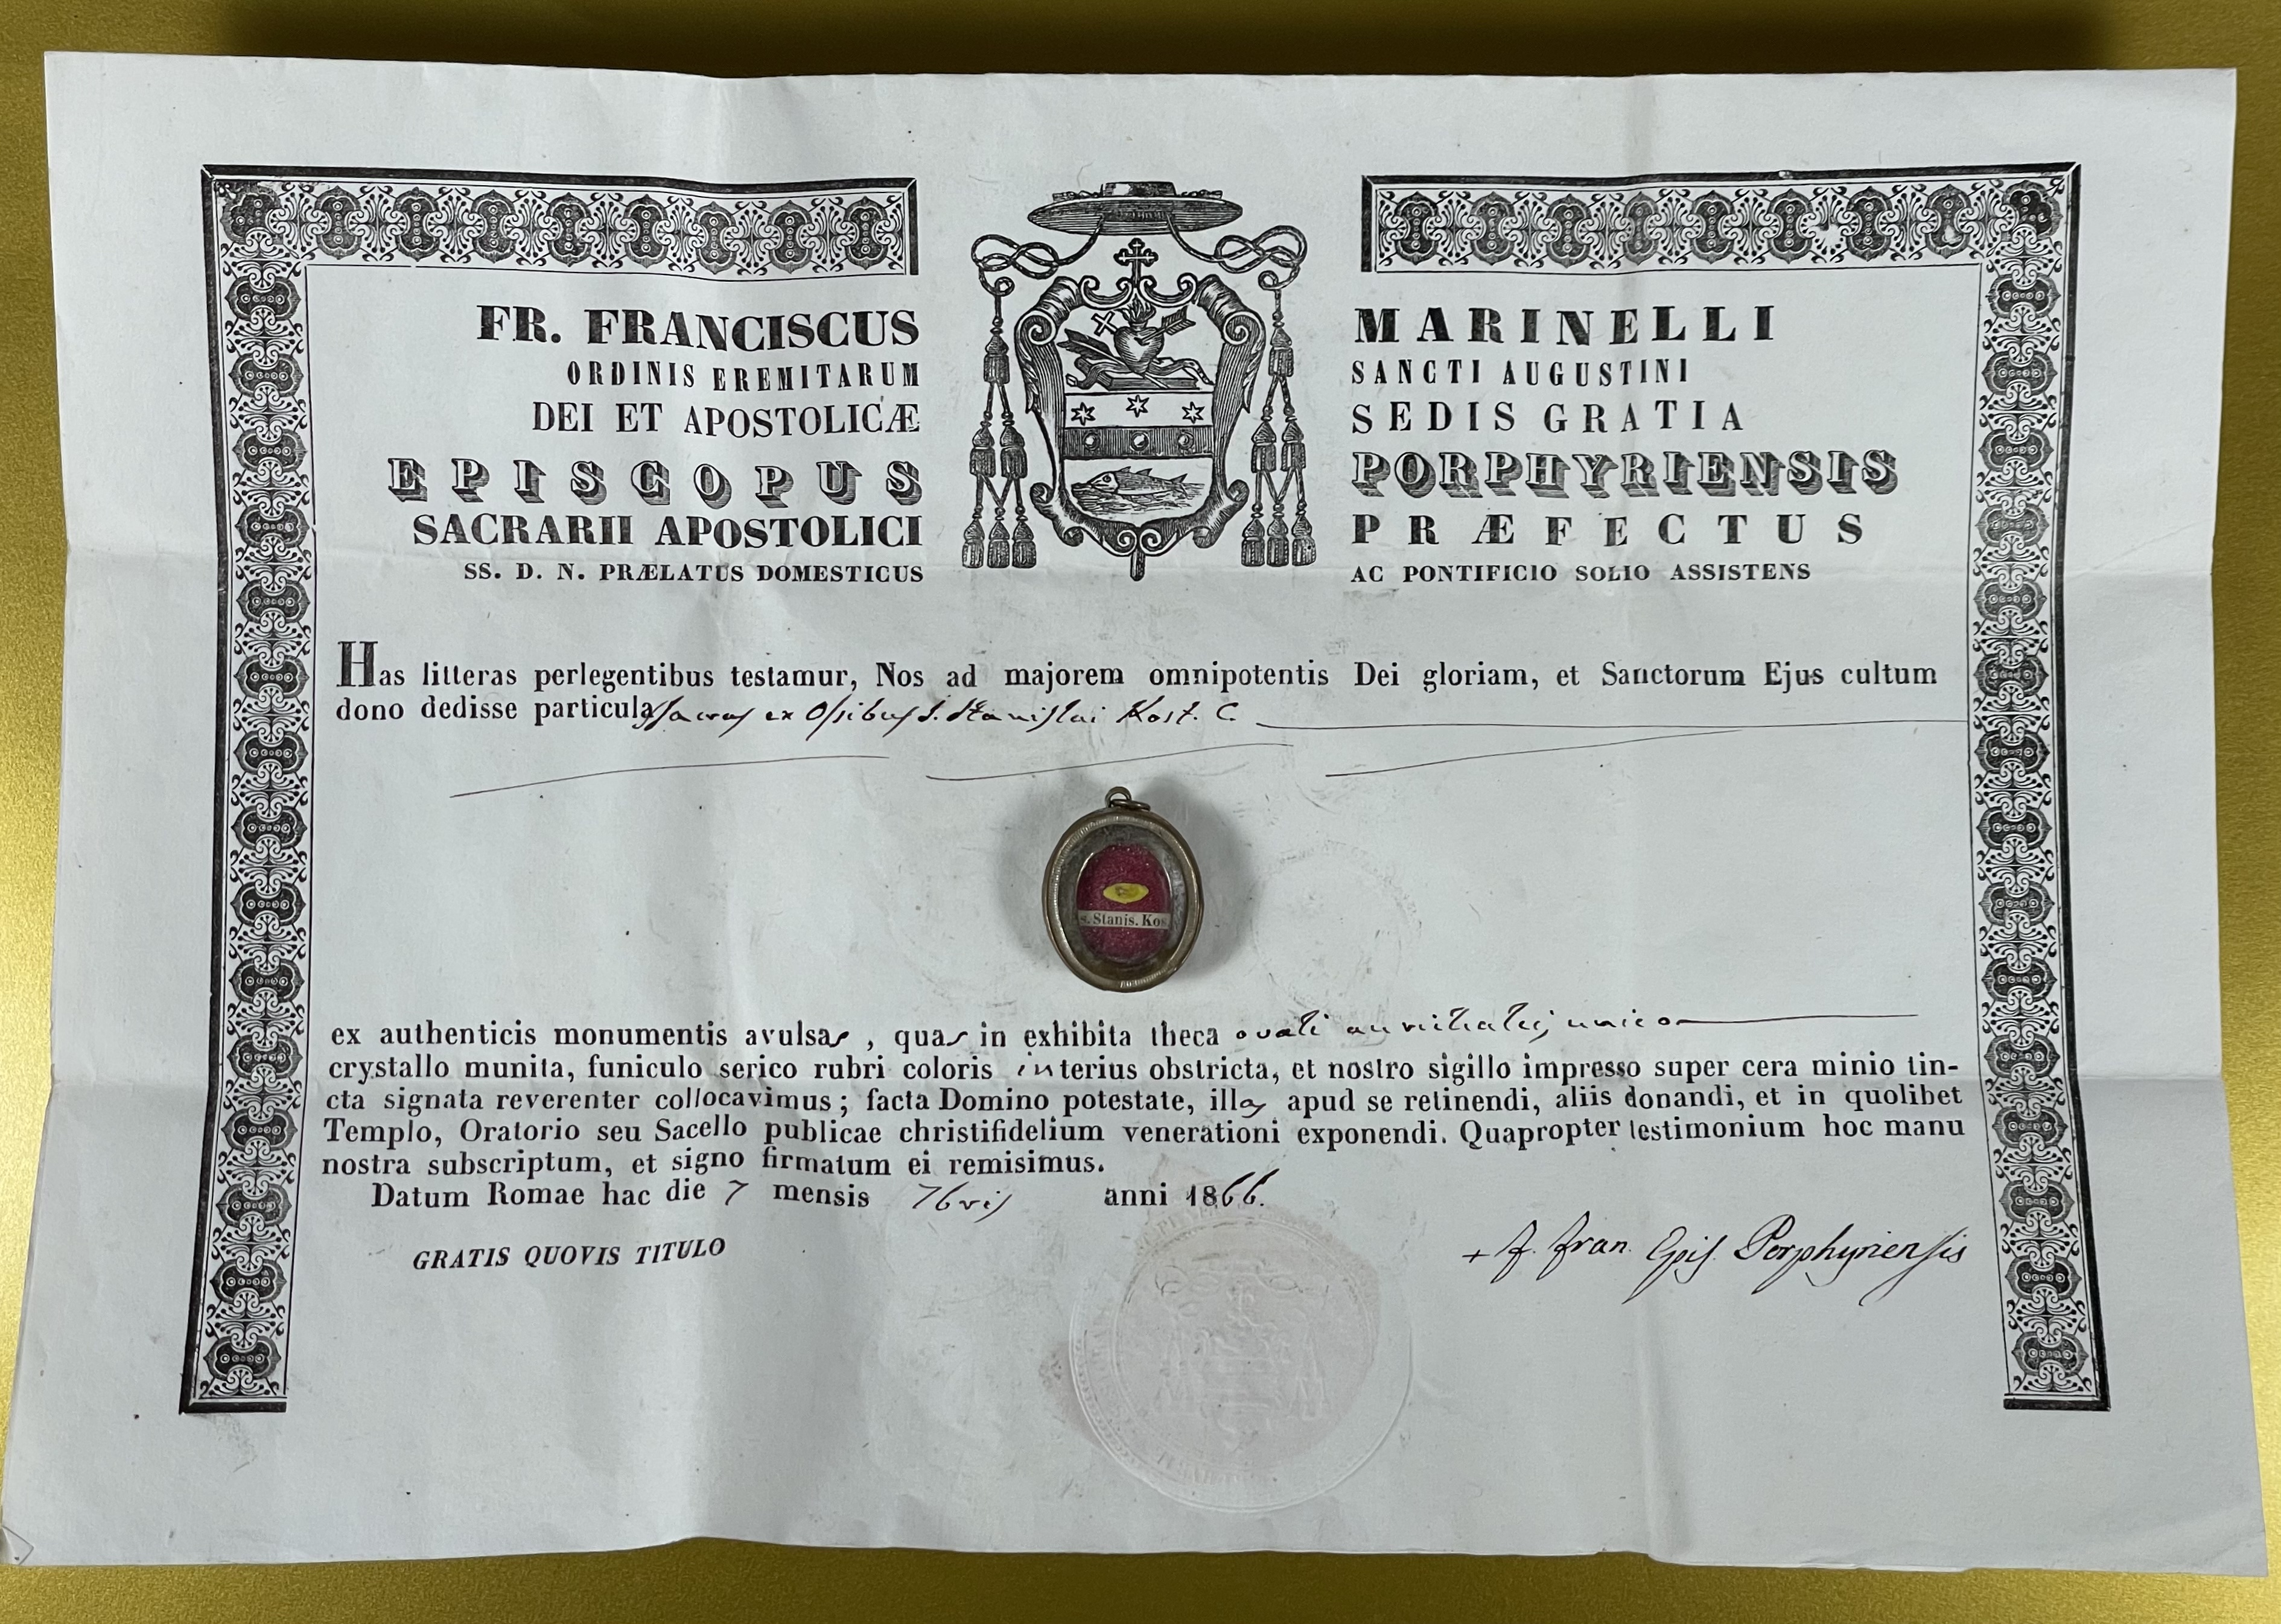 FR. FRANCISCUS MARINELLI
ORDINIS EREMITARUM SANCTI AUGUSTINI
DEI ET APOSTOLICÆ SEDIS GRATIA
EPISCOPUS PORPHYRIENSIS
SACRARII APOSTOLICI PRÆFECTUS
SS. D. N. PRÆLATUS DOMESTICUS AC PONTIFICIO SOLIO ASSISTENS
Has litteras perlegentibus testamur, Nos ad majorem omnipotentis Dei gloriam, et Sanctorum Ejus cultum
dono dedisse particulas sacras ex Ossibus S. Stanislai Kost. C.
s. Stanis. Kos
ex authenticis monumentis avulsas , quas in exhibita theca ovali unico
crystallo munita, funiculo serico rubri coloris interius obstricta, et nostro sigillo impresso super cera minio tin-
cta signata reverenter collocavimus; facta Domino potestate, illas apud se retinendi, aliis donandi, et in quolibet
Templo, Oratorio seu Sacello publicae christifidelium venerationi exponendi. Quapropter testimonium hoc manu
nostra subscriptum, et signo firmatum ei remisimus.
Datum Romae hac die 7 mensis 7bris anni 1866.
GRATIS QUOVIS TITULO
+ F. Fran. Epis. Porphyriensis